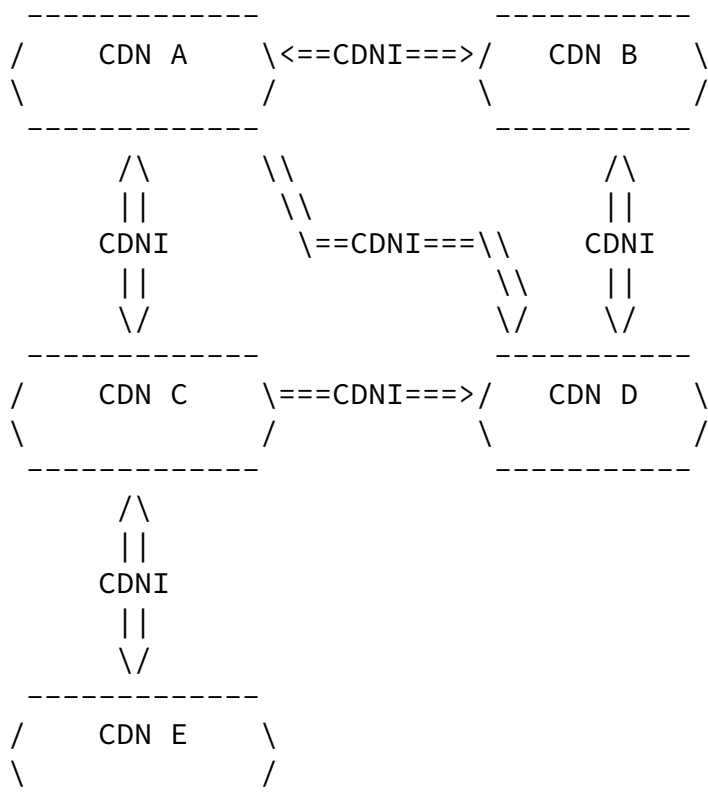 -------------             -----------
/     CDN A    \<==CDNI===>/   CDN B   \
\             /            \           /
 -------------             -----------
      /\      \\                 /\
      ||       \\                ||
     CDNI       \==CDNI===\\    CDNI
      ||                   \\    ||
      \/                   \/    \/
 -------------             -----------
/     CDN C    \===CDNI===>/   CDN D   \
\             /            \           /
 -------------             -----------
      /\
      ||
     CDNI
      ||
      \/
 -------------
/     CDN E    \
\             /